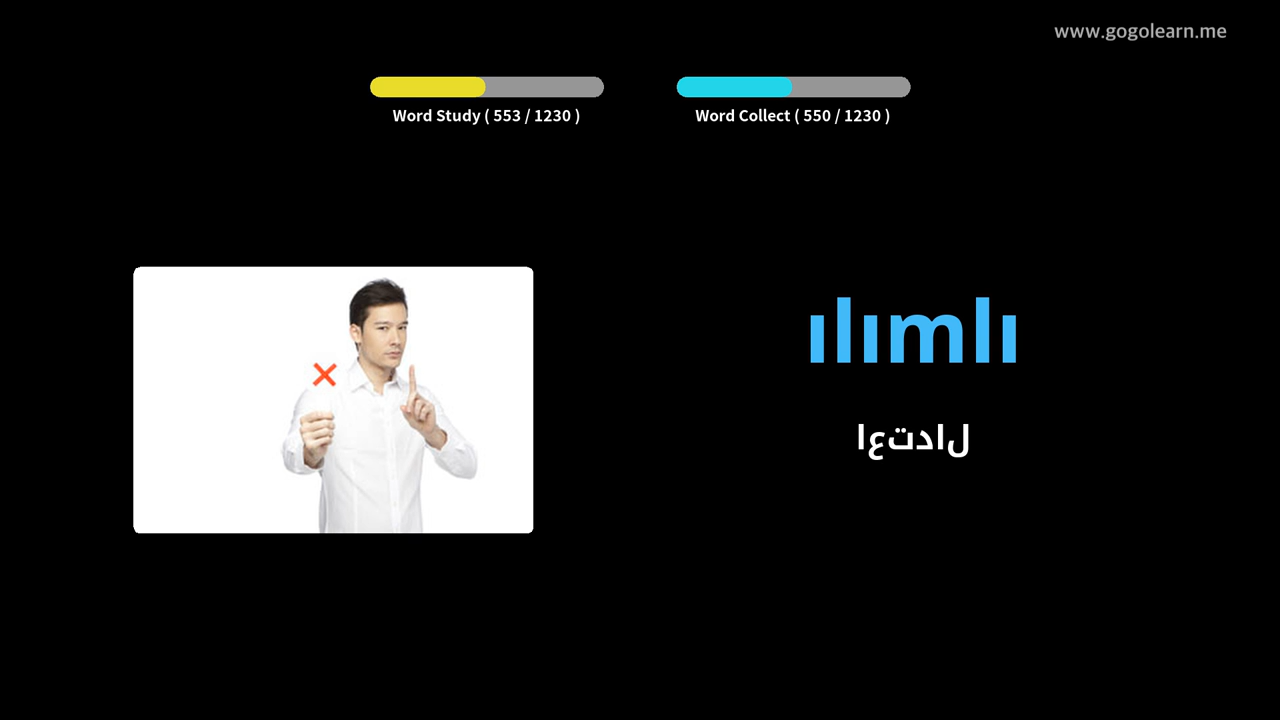 www.gogolearn.me
Word Study ( 553 / 1230 )
Word Collect ( 550 / 1230 )
ılımlı
اعتدال